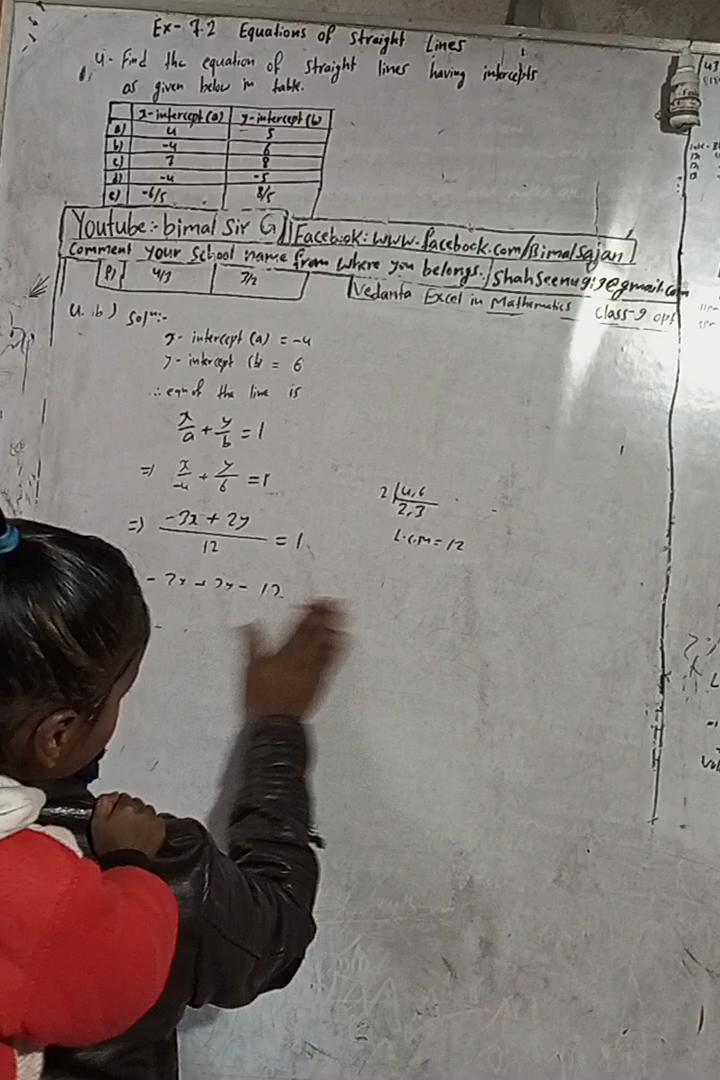 Ex- 7.2 Equations of Straight Lines
4. Find the equation of straight lines having intercepts
as given below in table.
x-intercept (a) y-intercept (b)
a) 4 5
b) -4 6
c) 7 8
d) -4 -5
e) -6/5 8/5
Youtube:- bimal Sir G
Facebook: www.facebook.com/Bimalsajan
Comment your school name from where you belongs.
/shahseenug19@gmail.com
4/3 7/2
Vedanta Excel in Mathematics class-9 opt
4. b) Solⁿ:-
x- intercept (a) = -4
y- intercept (b = 6
∴ eqn of the line is
x/a + y/b = 1
=> x/-4 + y/6 = 1
=> -3x + 2y / 12 = 1
2 4, 6
2, 3
L.C.M = 12